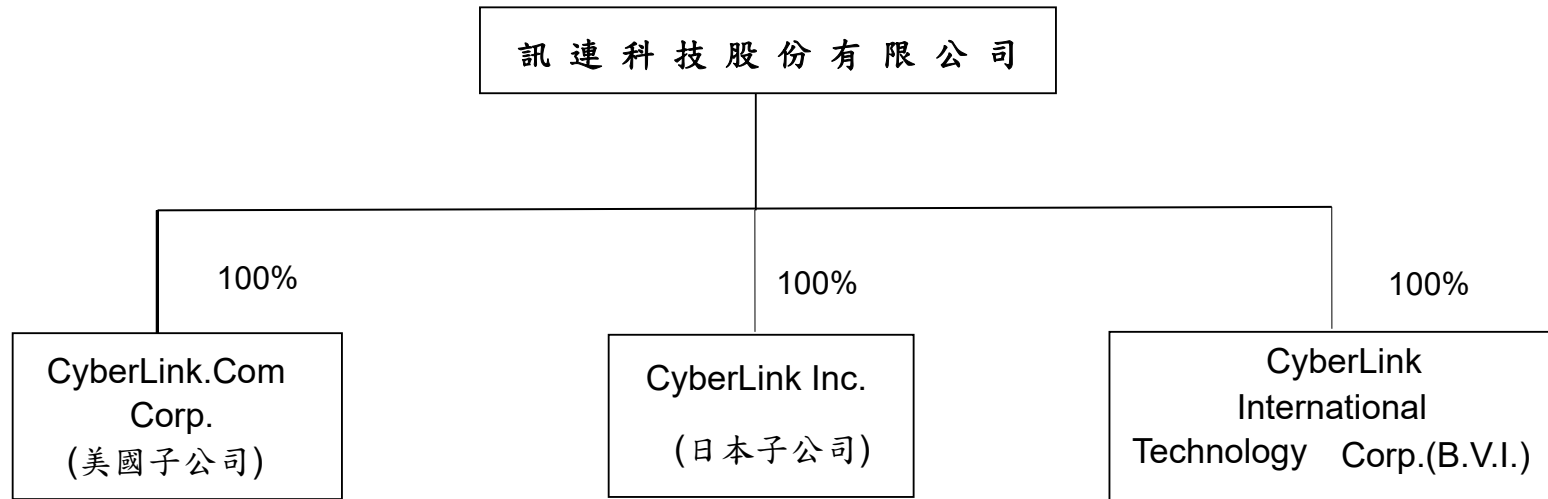 訊連科技股份有限公司
100%
100%
100%
CyberLink.Com
Corp.
(美國子公司)
CyberLink Inc.
(日本子公司)
CyberLink
International
Technology Corp.(B.V.I.)